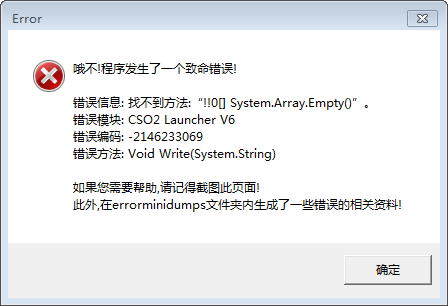 Error
哦不!程序发生了一个致命错误!
错误信息: 找不到方法:“!!0[] System.Array.Empty()”。
错误模块: CSO2 Launcher V6
错误编码: -2146233069
错误方法: Void Write(System.String)
如果您需要帮助,请记得截图此页面!
此外,在errorminidumps文件夹内生成了一些错误的相关资料!
确定